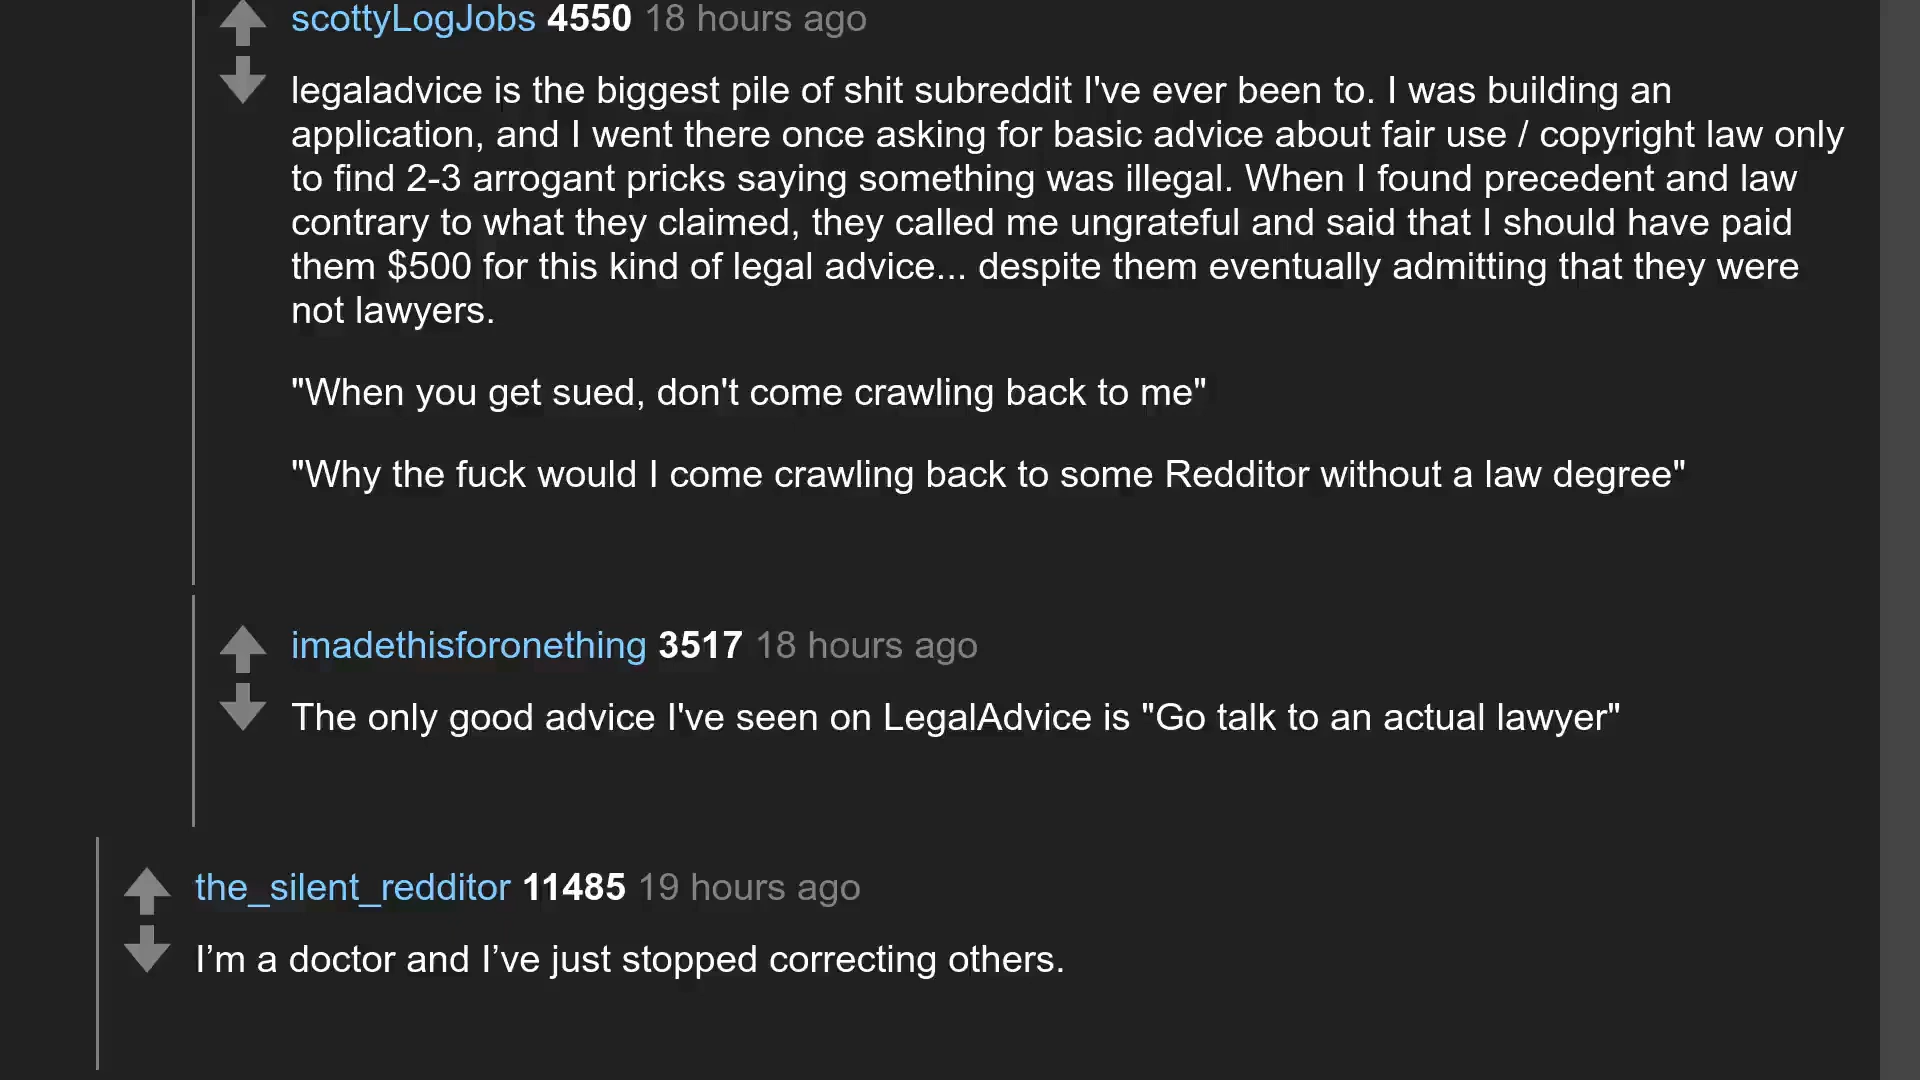 scottyLogJobs 4550 18 hours ago
legaladvice is the biggest pile of shit subreddit I've ever been to. I was building an
application, and I went there once asking for basic advice about fair use / copyright law only
to find 2-3 arrogant pricks saying something was illegal. When I found precedent and law
contrary to what they claimed, they called me ungrateful and said that I should have paid
them $500 for this kind of legal advice... despite them eventually admitting that they were
not lawyers.
"When you get sued, don't come crawling back to me"
"Why the fuck would I come crawling back to some Redditor without a law degree"
imadethisforonething 3517 18 hours ago
The only good advice I've seen on LegalAdvice is "Go talk to an actual lawyer"
the_silent_redditor 11485 19 hours ago
I’m a doctor and I’ve just stopped correcting others.